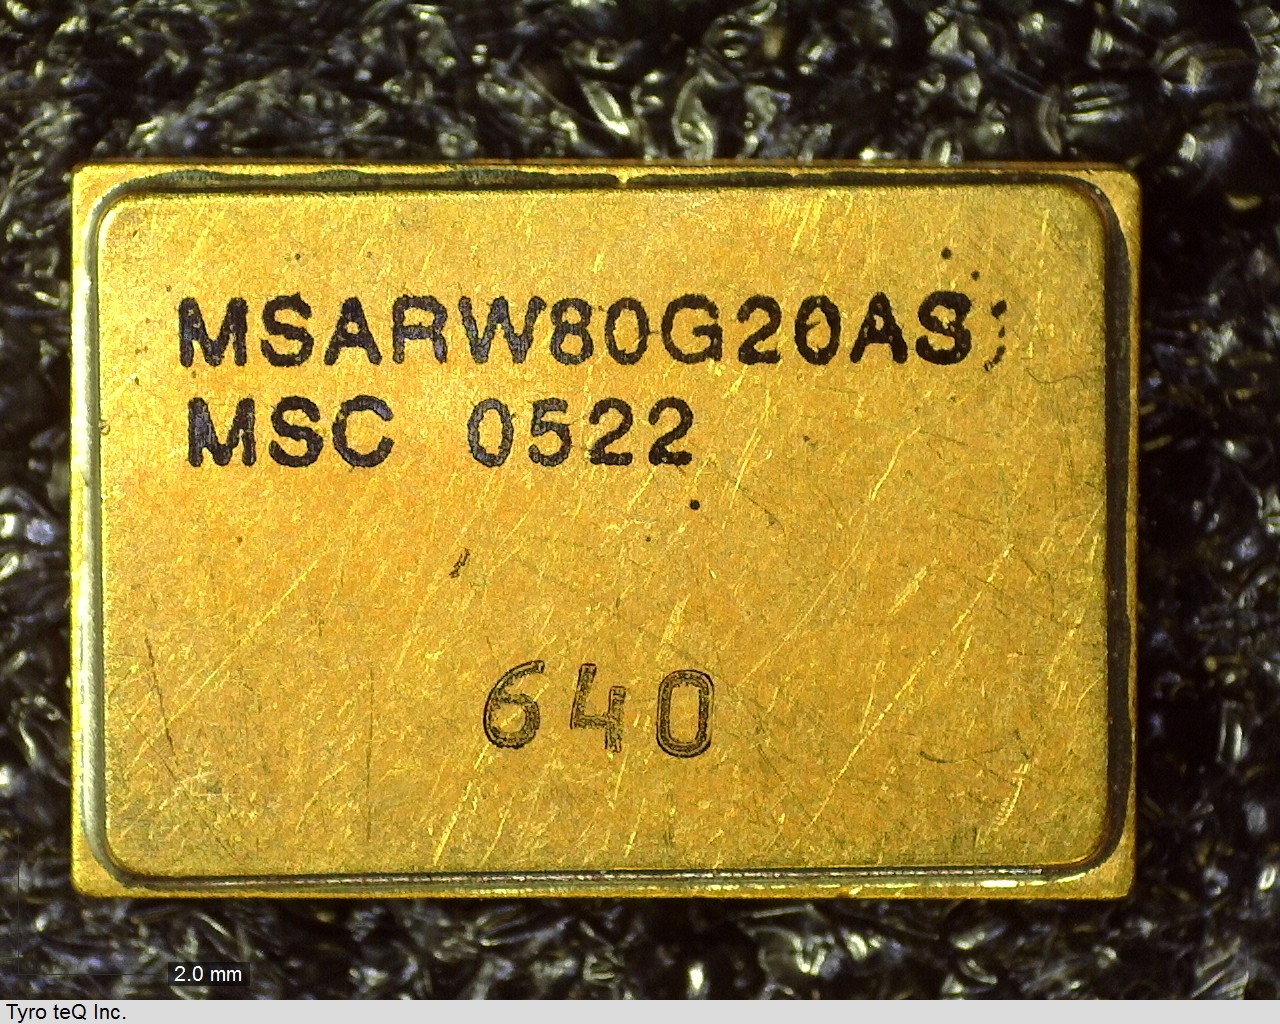 MSARW80G20AS
MSC 0522
640
2.0 mm
Tyro teQ Inc.